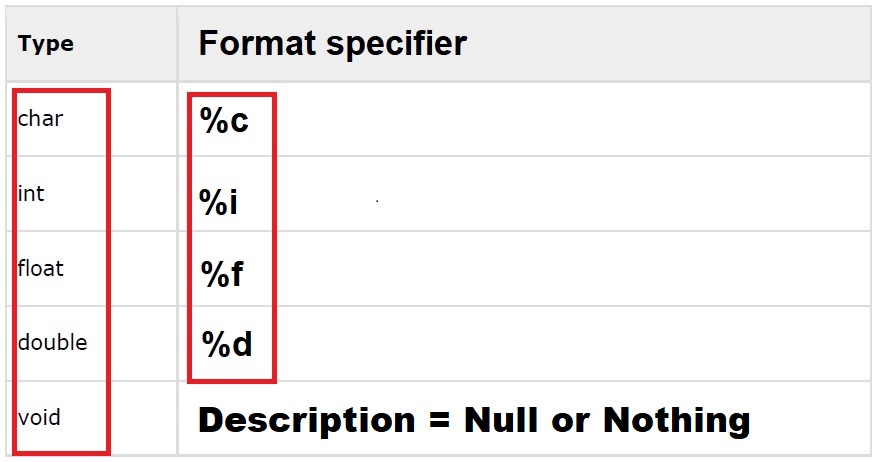 Type Format specifier
char %c
int %i
float %f
double %d
void Description = Null or Nothing